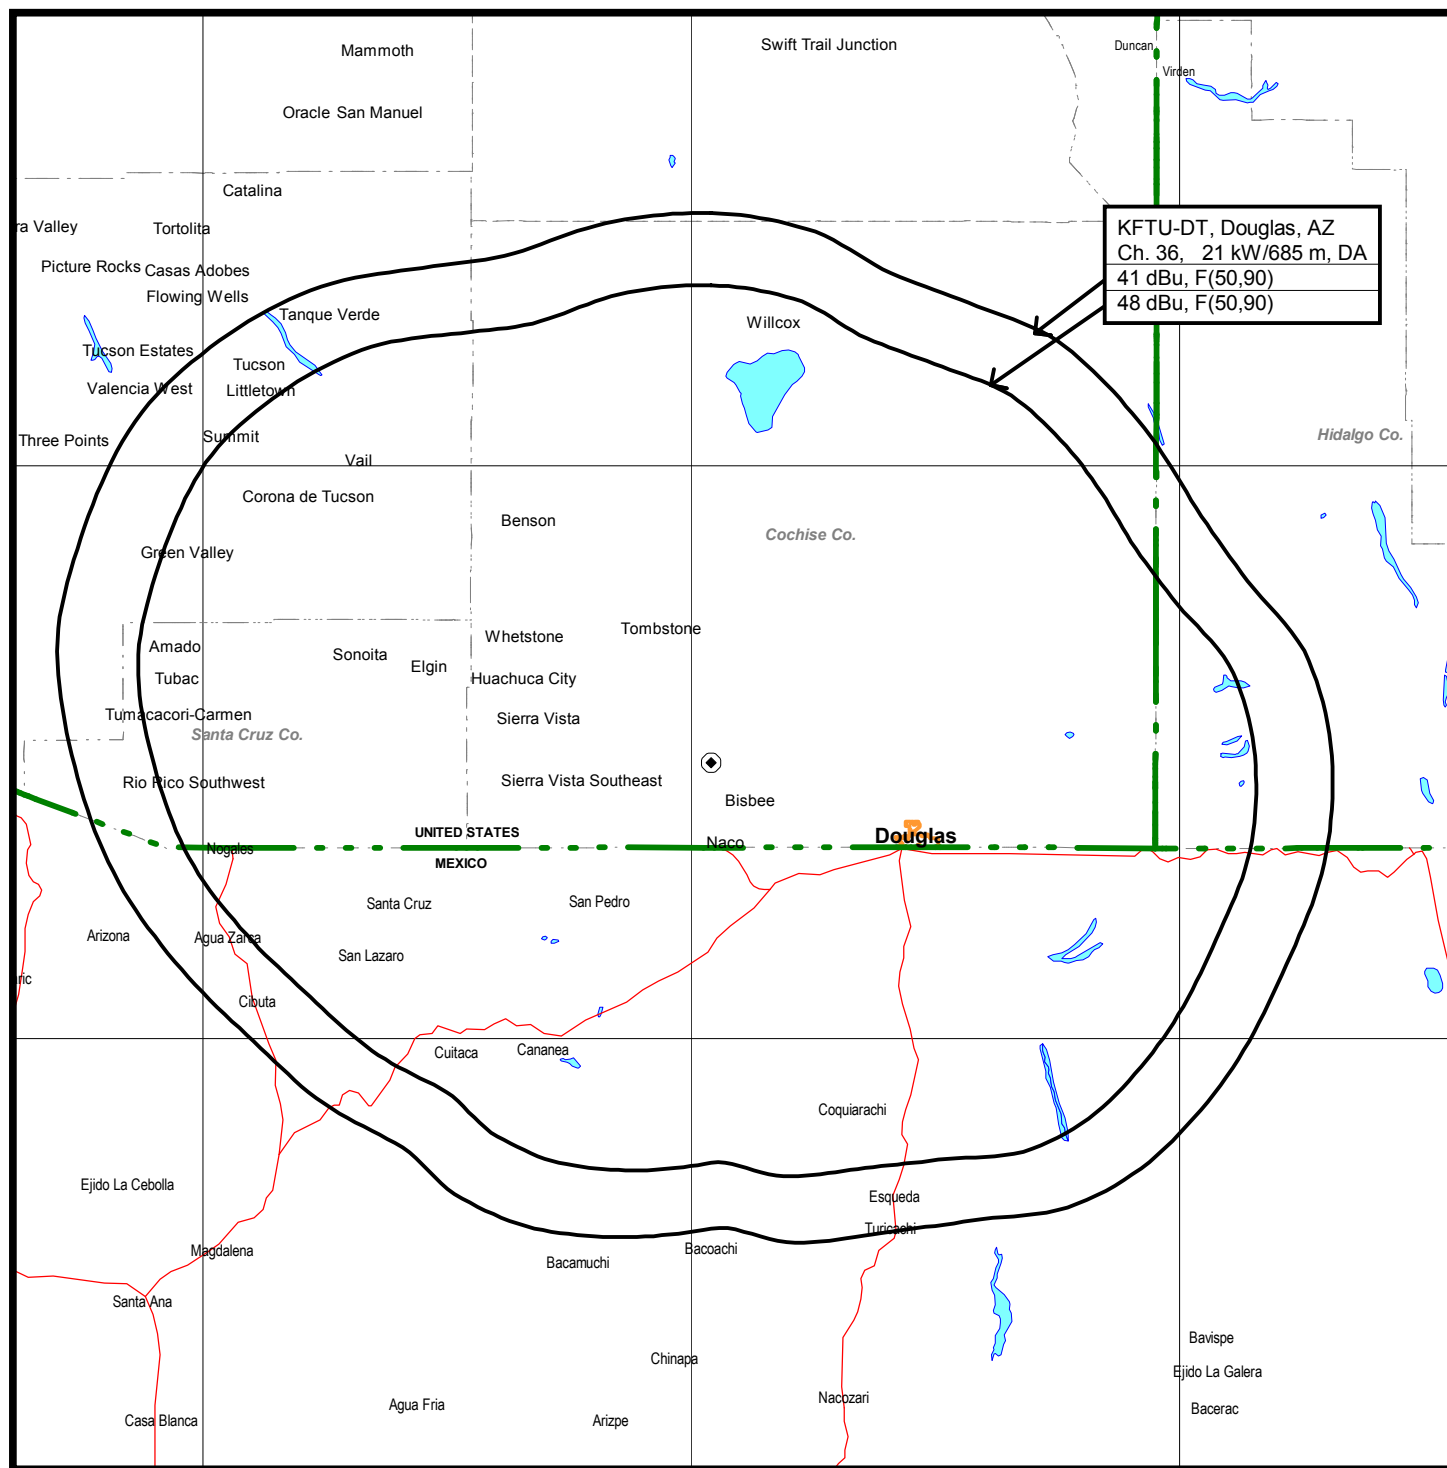 Mammoth
Swift Trail Junction
Duncan
Virden
Oracle San Manuel
Catalina
ra Valley
Tortolita
KFTU-DT, Douglas, AZ
Ch. 36, 21 kW/685 m, DA
41 dBu, F(50,90)
48 dBu, F(50,90)
Picture Rocks
Casas Adobes
Flowing Wells
Tanque Verde
Willcox
Tucson Estates
Tucson
Valencia West
Littletown
Three Points
Summit
Hidalgo Co.
Vail
Corona de Tucson
Benson
Cochise Co.
Green Valley
Tombstone
Whetstone
Amado
Sonoita
Elgin
Tubac
Huachuca City
Tumacacori-Carmen
Sierra Vista
Santa Cruz Co.
Rio Rico Southwest
Sierra Vista Southeast
Bisbee
UNITED STATES
Douglas
Naco
Nogales
MEXICO
Santa Cruz
San Pedro
Arizona
Agua Zarca
San Lazaro
aric
Cibuta
Cuitaca
Cananea
Coquiarachi
Ejido La Cebolla
Esqueda
Turicachi
Magdalena
Bacoachi
Bacamuchi
Santa Ana
Bavispe
Chinapa
Ejido La Galera
Nacozari
Agua Fria
Bacerac
Casa Blanca
Arizpe